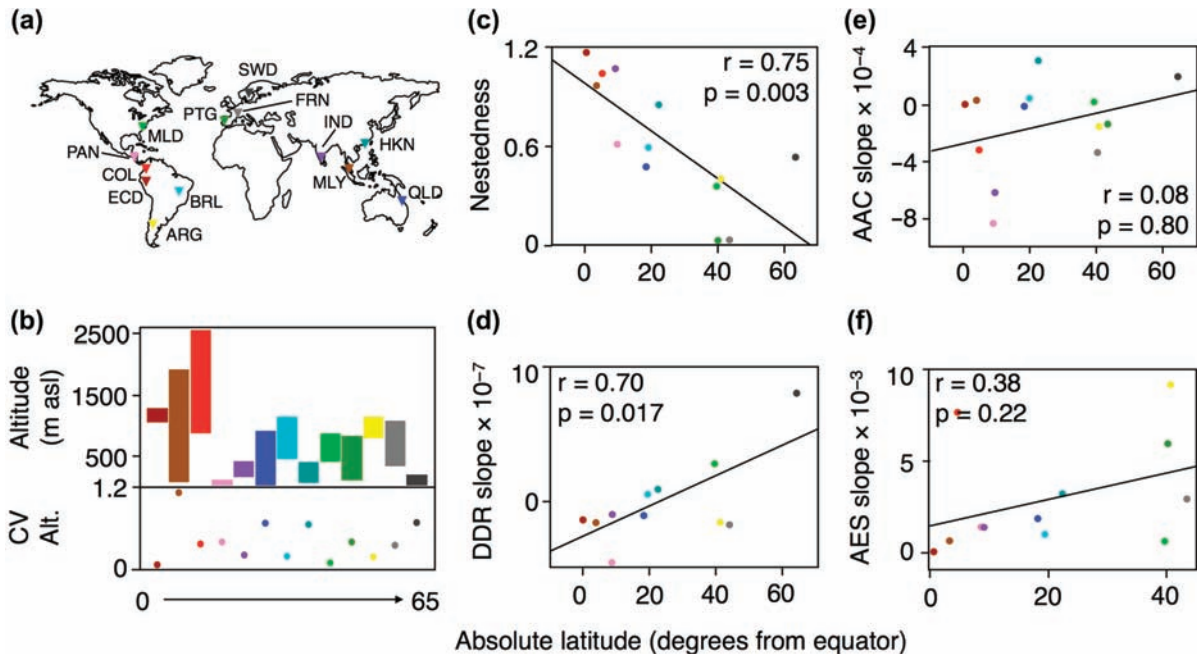 (a)
SWD
PTG
FRN
IND
MLD
HKN
PAN
COL
MLY
QLD
ECD
BRL
ARG
(b)
2500
1500
500
Altitude
(m asl)
1.2
0
CV
Alt.
0
65
(c)
1.2
0.6
0
Nestedness
r = 0.75
p = 0.003
0 20 40 60
(d)
10
0
DDR slope × 10-7
r = 0.70
p = 0.017
0 20 40 60
(e)
4
0
−4
−8
AAC slope × 10-4
r = 0.08
p = 0.80
0 20 40 60
(f)
10
5
0
AES slope × 10-3
r = 0.38
p = 0.22
0 20 40
Absolute latitude (degrees from equator)